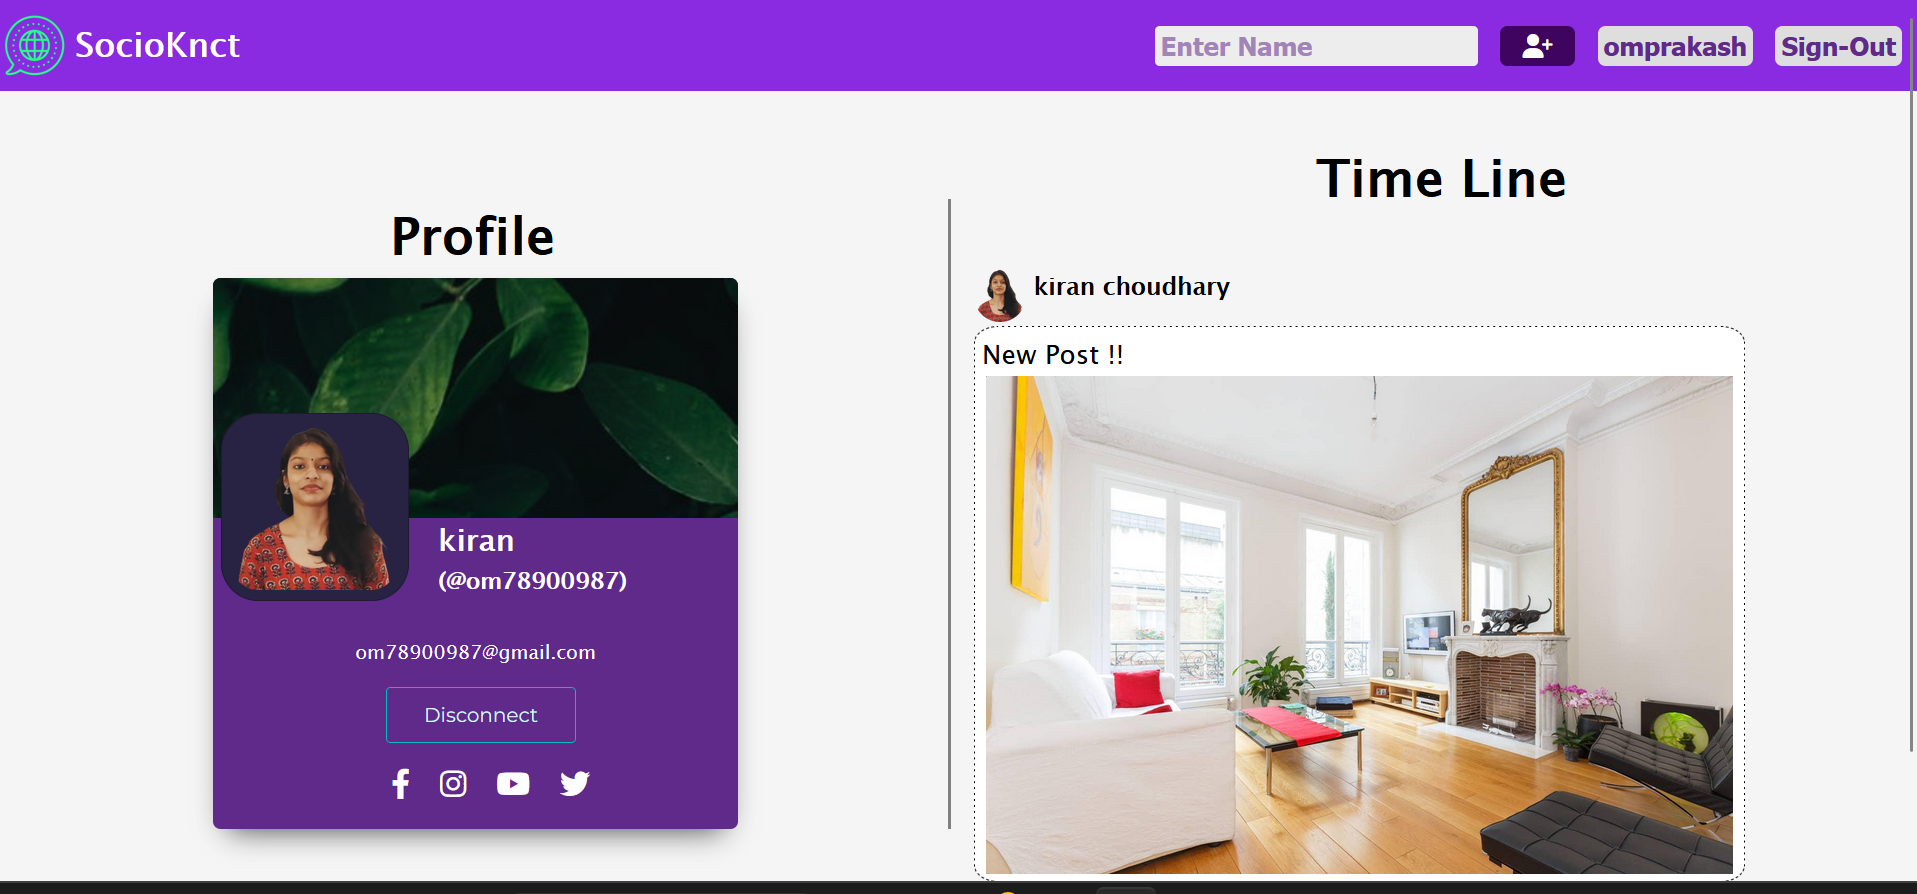 SocioKnct
Enter Name
omprakash
Sign-Out
Profile
kiran
(@om78900987)
om78900987@gmail.com
Disconnect
Time Line
kiran choudhary
New Post !!